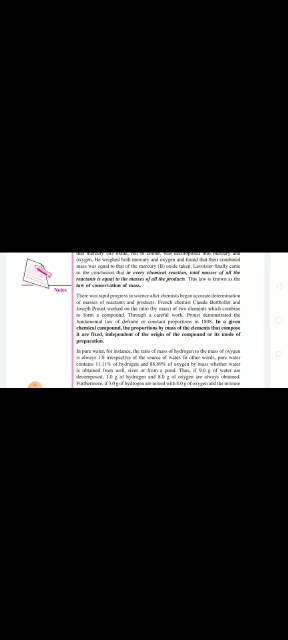 oxygen. He weighed both mercury and oxygen and found that their combined
mass was equal to that of the mercury (II) oxide taken. Lavoisier finally came
to the conclusion that in every chemical reaction, total masses of all the
reactants is equal to the masses of all the products. This law is known as the
law of conservation of mass.
Notes
There was rapid progress in science after chemists began accurate determination
of masses of reactants and products. French chemist Claude Berthollet and
Joseph Proust worked on the ratio (by mass) of two elements which combine
to form a compound. Through a careful work, Proust demonstrated the
fundamental law of definite or constant proportions in 1808. In a given
chemical compound, the proportions by mass of the elements that compose
it are fixed, independent of the origin of the compound or its mode of
preparation.
In pure water, for instance, the ratio of mass of hydrogen to the mass of oxygen
is always 1:8 irrespective of the source of water. In other words, pure water
contains 11.11% of hydrogen and 88.89% of oxygen by mass whether water
is obtained from well, river or from a pond. Thus, if 9.0 g of water are
decomposed, 1.0 g of hydrogen and 8.0 g of oxygen are always obtained.
Furthermore, if 3.0 g of hydrogen are mixed with 8.0 g of oxygen and the mixture